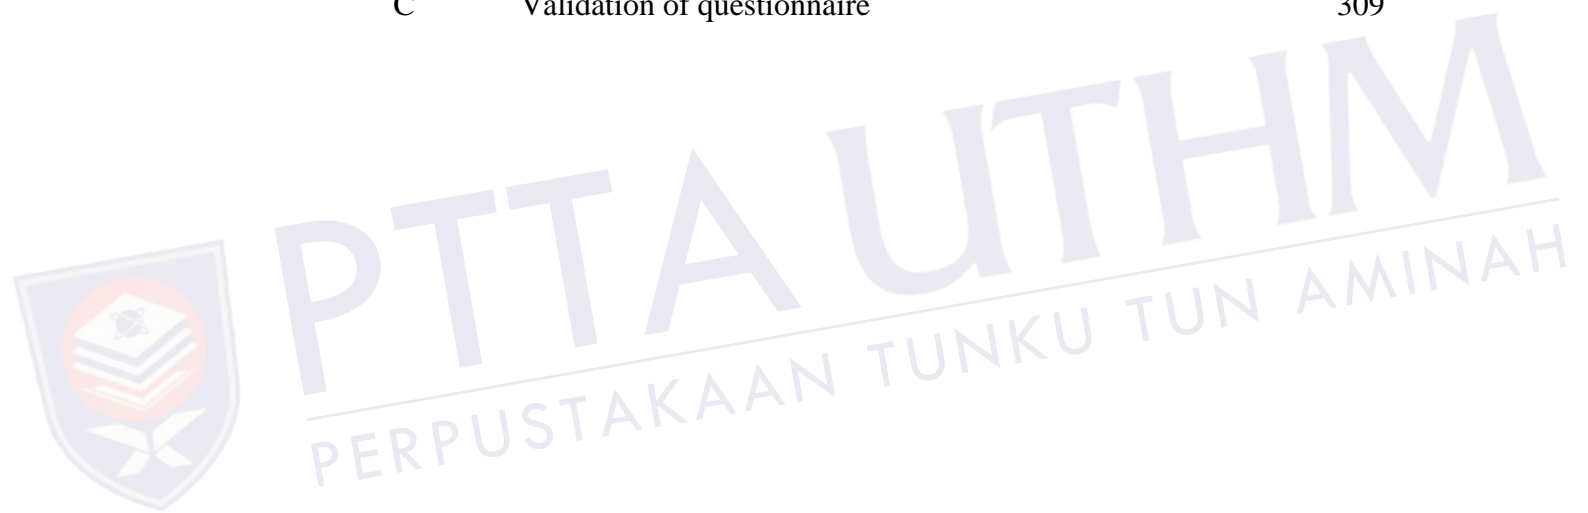 C Validation of questionnaire 309
PTTA UTHM
PERPUSTAKAAN TUNKU TUN AMINAH